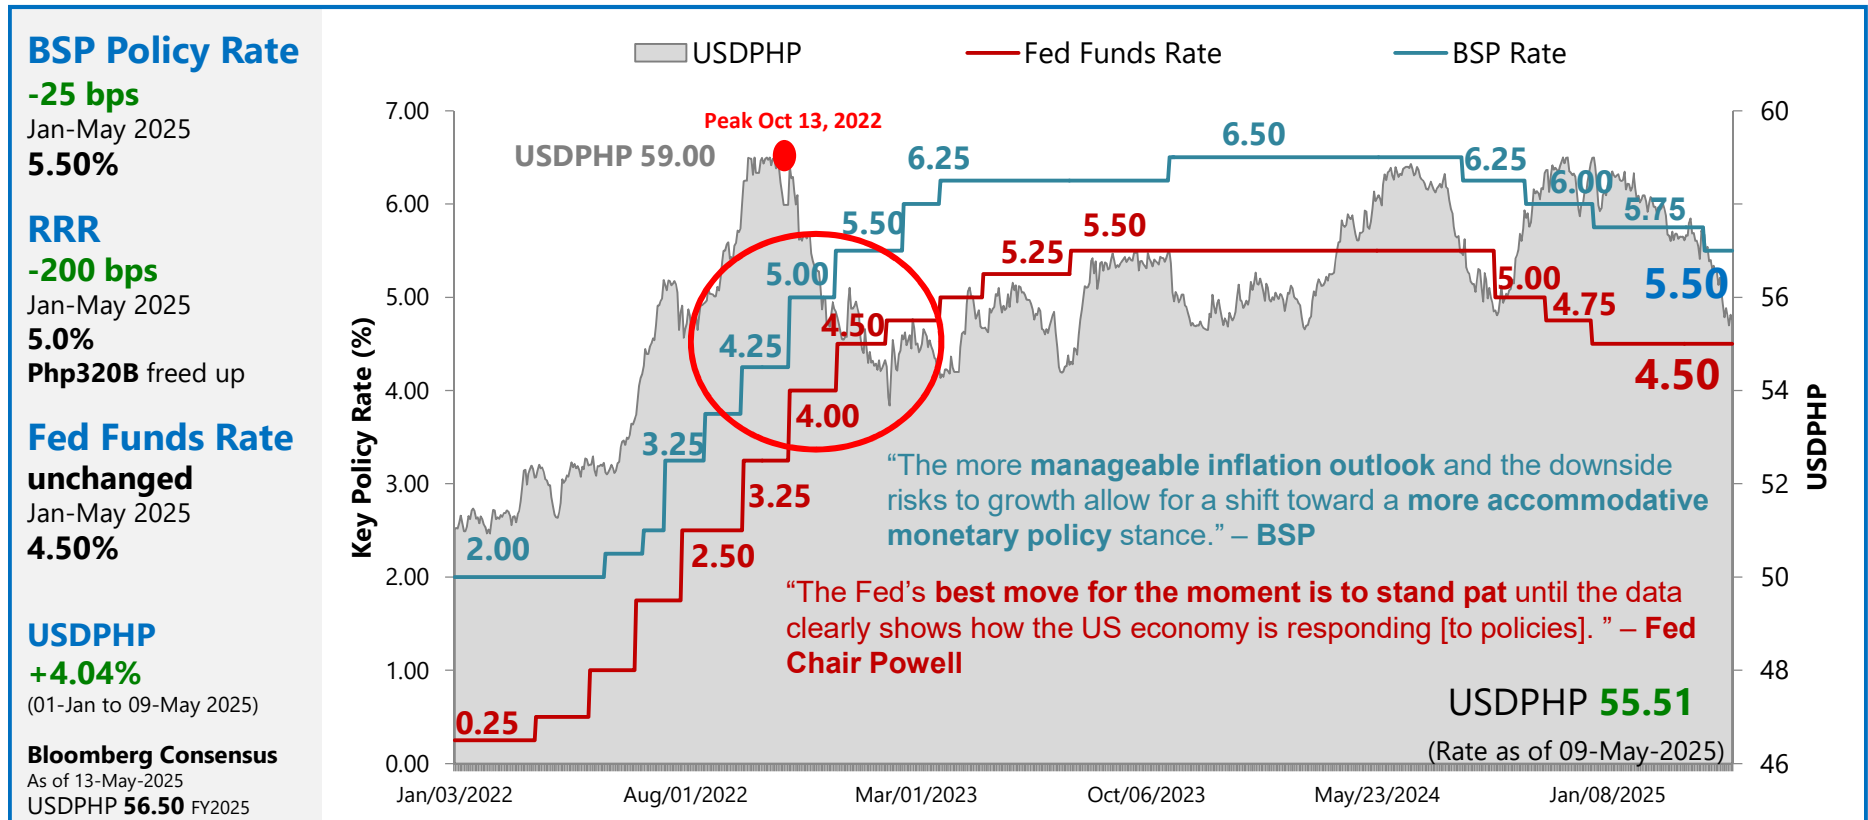 BSP Policy Rate
-25 bps
Jan-May 2025
5.50%
RRR
-200 bps
Jan-May 2025
5.0%
Php320B freed up
Fed Funds Rate
unchanged
Jan-May 2025
4.50%
USDPHP
+4.04%
(01-Jan to 09-May 2025)
Bloomberg Consensus
As of 13-May-2025
USDPHP 56.50 FY2025
USDPHP
Fed Funds Rate
BSP Rate
Key Policy Rate (%)
7.00
6.00
5.00
4.00
3.00
2.00
1.00
0.00
Peak Oct 13, 2022
USDPHP 59.00
2.00
3.25
4.25
5.00
5.50
6.25
6.50
6.25
6.00
5.75
5.50
0.25
2.50
3.25
4.00
4.50
5.25
5.50
5.00
4.75
4.50
“The more manageable inflation outlook and the downside
risks to growth allow for a shift toward a more accommodative
monetary policy stance.” – BSP
“The Fed’s best move for the moment is to stand pat until the data
clearly shows how the US economy is responding [to policies]. ” – Fed
Chair Powell
USDPHP 55.51
(Rate as of 09-May-2025)
60
58
56
54
52
50
48
46
USDPHP
Jan/03/2022
Aug/01/2022
Mar/01/2023
Oct/06/2023
May/23/2024
Jan/08/2025